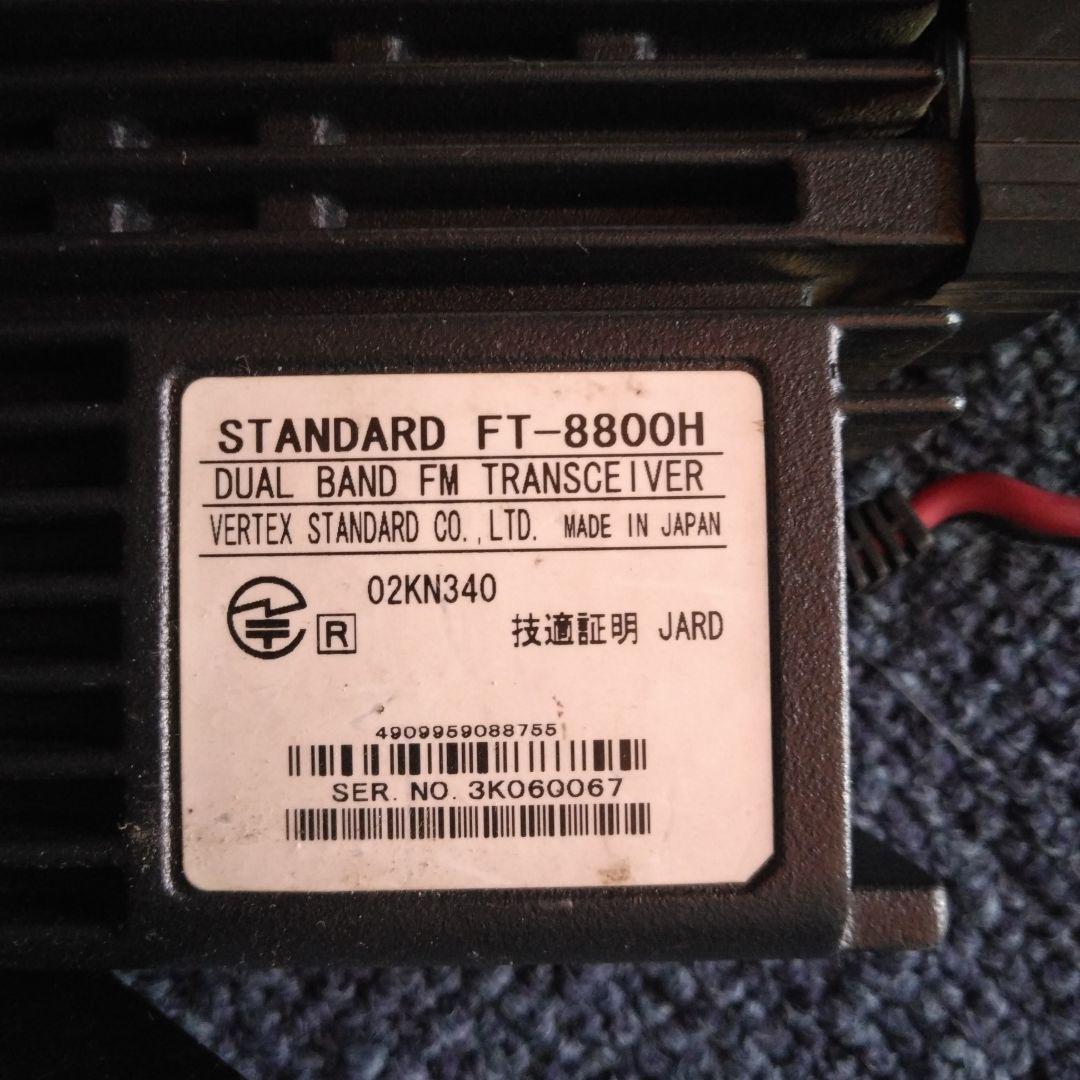 STANDARD FT-8800H
DUAL BAND FM TRANSCEIVER
VERTEX STANDARD CO.,LTD. MADE IN JAPAN
R 02KN340
技適証明 JARD
4909959088755
SER. NO. 3K060067